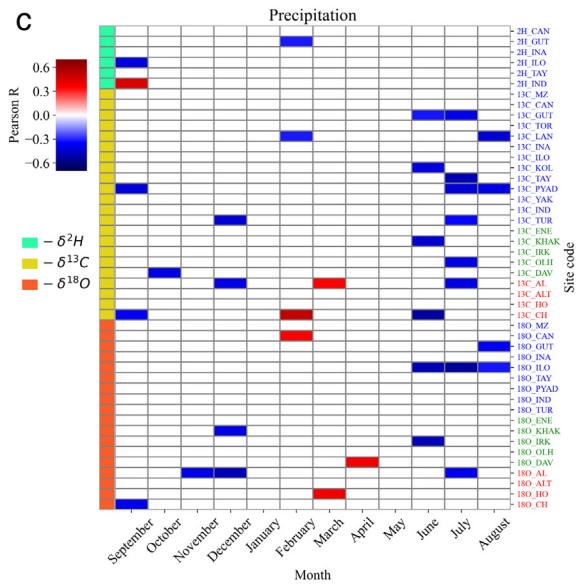 C
Precipitation
0.6
0.3
0.0
−0.3
−0.6
Pearson R
− δ²H
− δ¹³C
− δ¹⁸O
2H_CAN
2H_GUT
2H_INA
2H_ILO
2H_TAY
2H_IND
13C_MZ
13C_CAN
13C_GUT
13C_TOR
13C_LAN
13C_INA
13C_ILO
13C_KOL
13C_TAY
13C_PYAD
13C_YAK
13C_IND
13C_TUR
13C_ENE
13C_KHAK
13C_IRK
13C_OLH
13C_DAV
13C_AL
13C_ALT
13C_HO
13C_CH
18O_MZ
18O_CAN
18O_GUT
18O_INA
18O_ILO
18O_TAY
18O_PYAD
18O_IND
18O_TUR
18O_ENE
18O_KHAK
18O_IRK
18O_OLH
18O_DAV
18O_AL
18O_ALT
18O_HO
18O_CH
Site code
September
October
November
December
January
February
March
April
May
June
July
August
Month